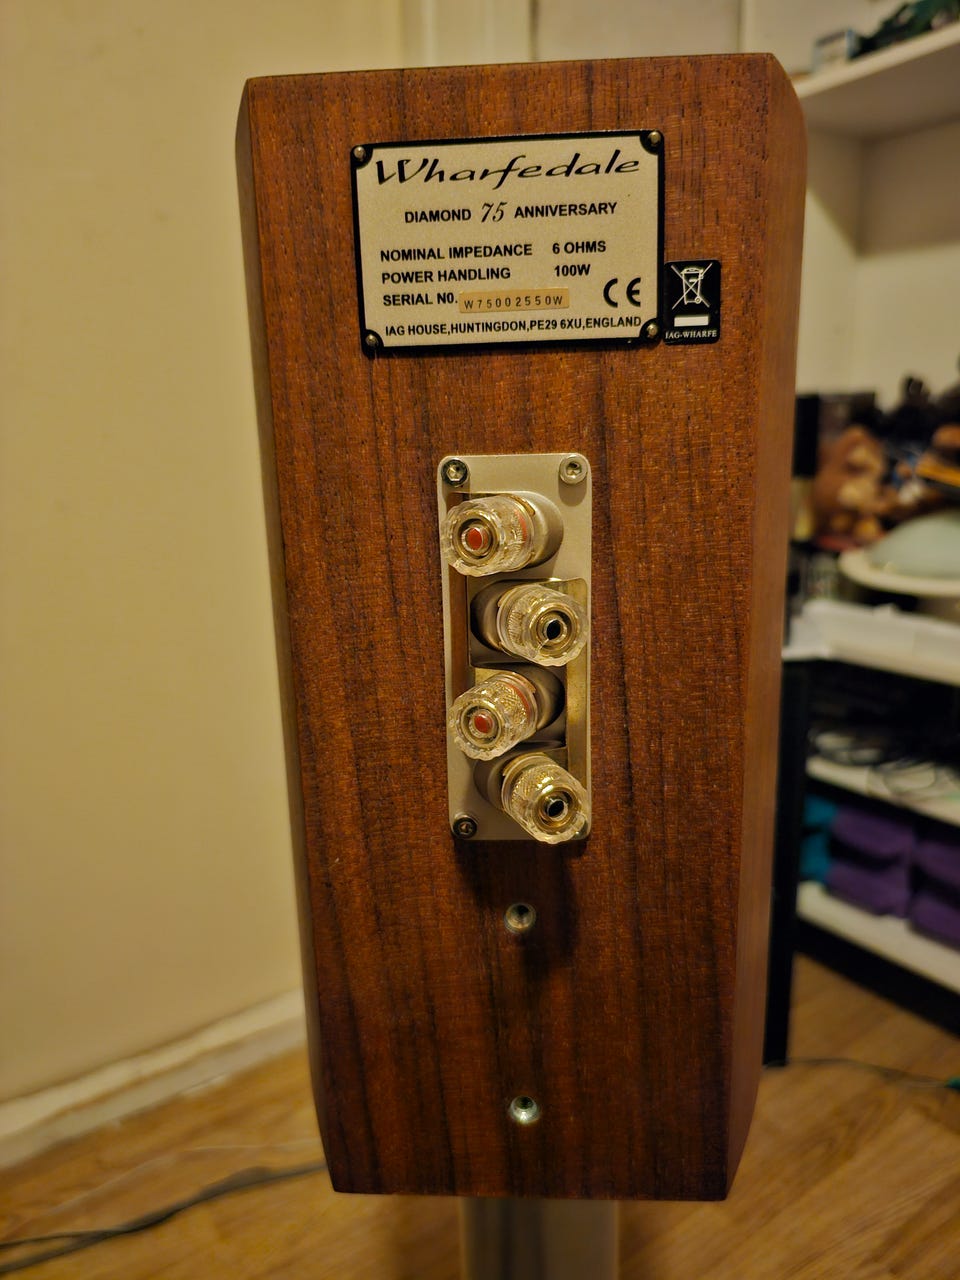 Wharfedale
DIAMOND 75 ANNIVERSARY
NOMINAL IMPEDANCE 6 OHMS
POWER HANDLING 100W
SERIAL NO. W75002550W
CE
IAG HOUSE,HUNTINGDON,PE29 6XU,ENGLAND
IAG-WHARFE